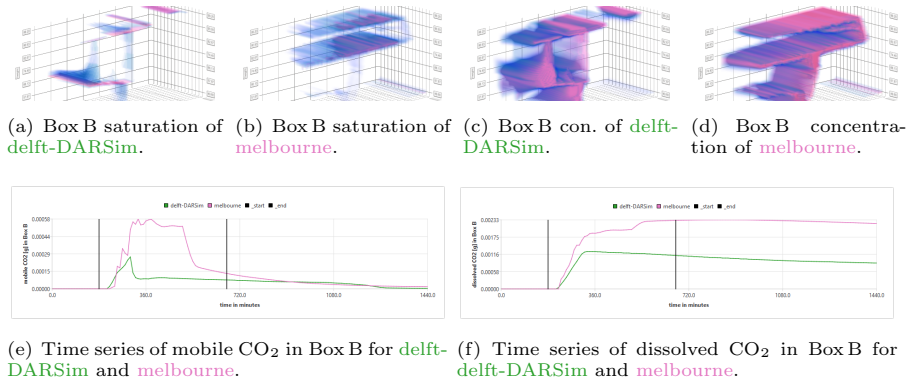 (a) Box B saturation of
delft-DARSim.
(b) Box B saturation of
melbourne.
(c) Box B con. of delft-
DARSim.
(d) Box B concentra-
tion of melbourne.
delft-DARSim melbourne _start _end
mobile CO2 [g] in Box B
0.00058
0.00044
0.00029
0.00015
0.00000
0.0 360.0 720.0 1080.0 1440.0
time in minutes
delft-DARSim melbourne _start _end
dissolved CO2 [g] in Box B
0.00233
0.00175
0.00116
0.00058
0.00000
0.0 360.0 720.0 1080.0 1440.0
time in minutes
(e) Time series of mobile CO₂ in Box B for delft-
DARSim and melbourne.
(f) Time series of dissolved CO₂ in Box B for
delft-DARSim and melbourne.